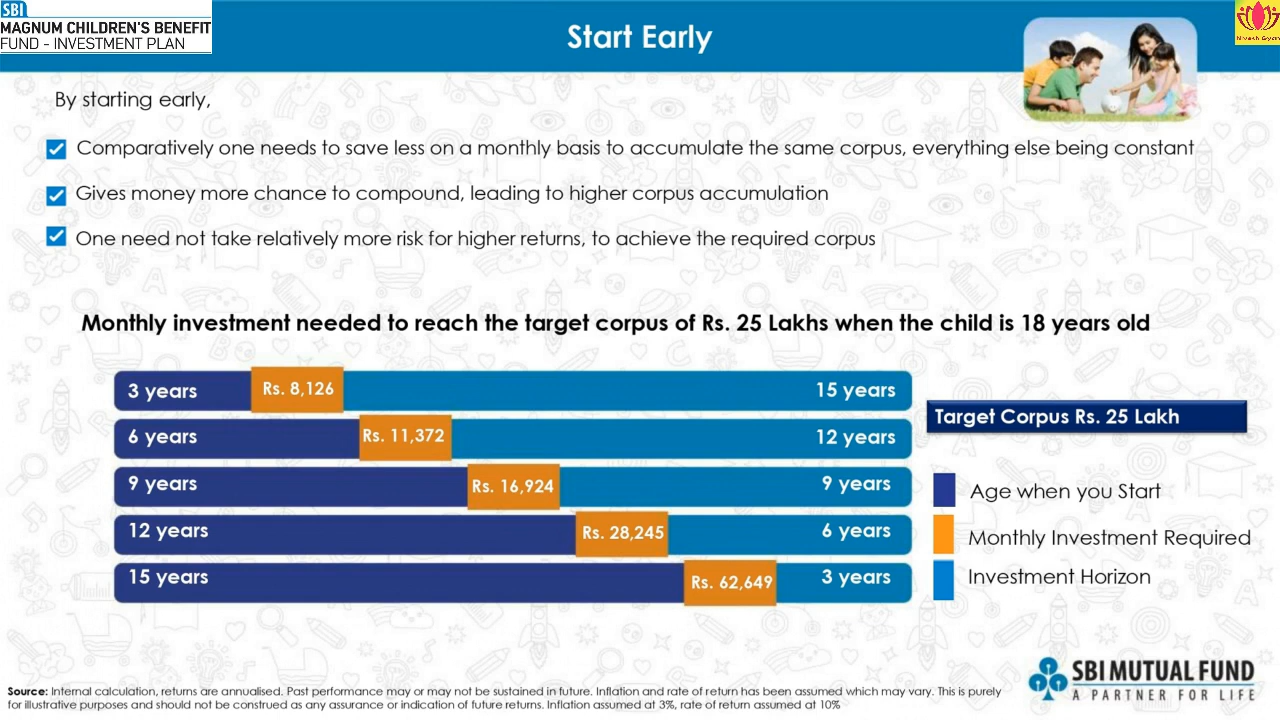 SBI
MAGNUM CHILDREN'S BENEFIT
FUND - INVESTMENT PLAN
Start Early
Nivesh Gyan
By starting early,
Comparatively one needs to save less on a monthly basis to accumulate the same corpus, everything else being constant
Gives money more chance to compound, leading to higher corpus accumulation
One need not take relatively more risk for higher returns, to achieve the required corpus
Monthly investment needed to reach the target corpus of Rs. 25 Lakhs when the child is 18 years old
3 years Rs. 8,126 15 years
6 years Rs. 11,372 12 years
9 years Rs. 16,924 9 years
12 years Rs. 28,245 6 years
15 years Rs. 62,649 3 years
Target Corpus Rs. 25 Lakh
Age when you Start
Monthly Investment Required
Investment Horizon
SBI MUTUAL FUND
A PARTNER FOR LIFE
Source: Internal calculation, returns are annualised. Past performance may or may not be sustained in future. Inflation and rate of return has been assumed which may vary. This is purely
for illustrative purposes and should not be construed as any assurance or indication of future returns. Inflation assumed at 3%, rate of return assumed at 10%